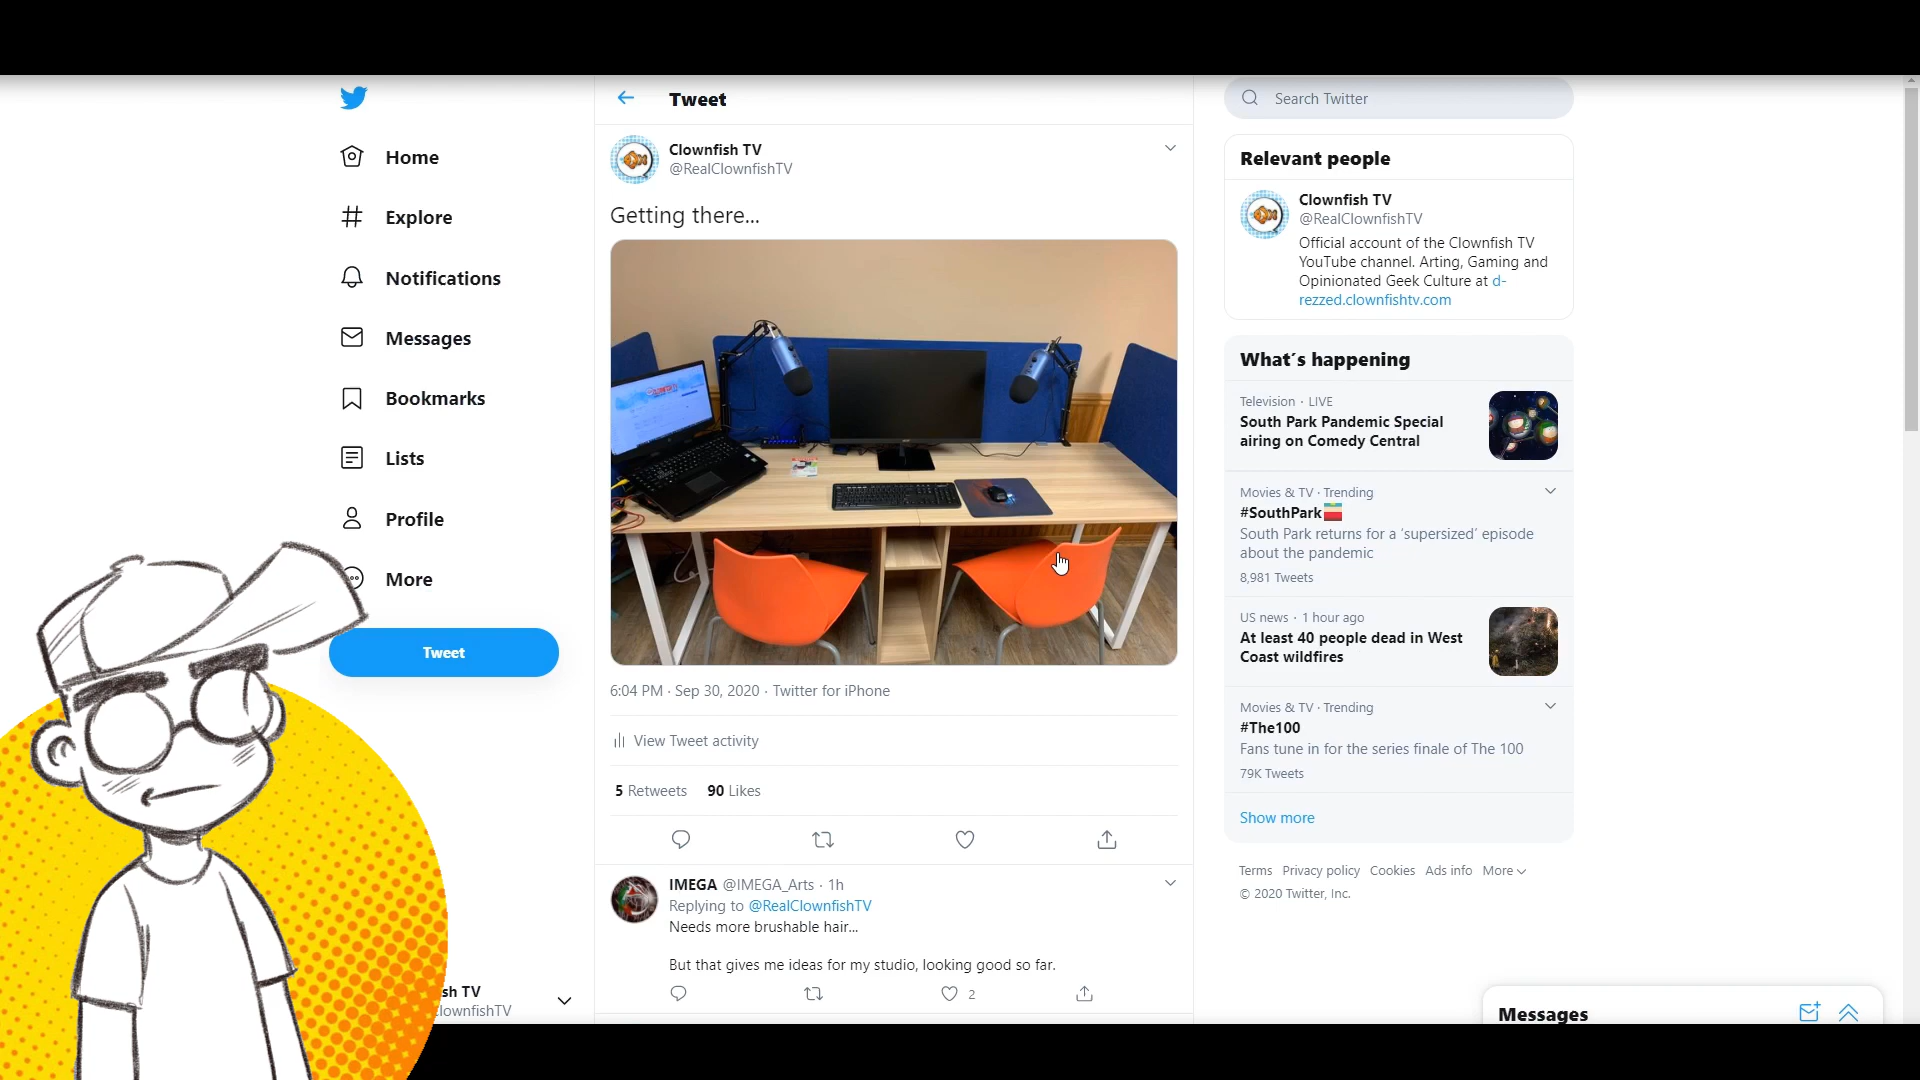 Home
Explore
Notifications
Messages
Bookmarks
Lists
Profile
More
Tweet
sh TV
lownfishTV
Tweet
Clownfish TV
@RealClownfishTV
Getting there...
6:04 PM · Sep 30, 2020 · Twitter for iPhone
View Tweet activity
5 Retweets 90 Likes
IMEGA @IMEGA_Arts · 1h
Replying to @RealClownfishTV
Needs more brushable hair...
But that gives me ideas for my studio, looking good so far.
2
Search Twitter
Relevant people
Clownfish TV
@RealClownfishTV
Official account of the Clownfish TV
YouTube channel. Arting, Gaming and
Opinionated Geek Culture at d-
rezzed.clownfishtv.com
What's happening
Television · LIVE
South Park Pandemic Special
airing on Comedy Central
Movies & TV · Trending
#SouthPark
South Park returns for a 'supersized' episode
about the pandemic
8,981 Tweets
US news · 1 hour ago
At least 40 people dead in West
Coast wildfires
Movies & TV · Trending
#The100
Fans tune in for the series finale of The 100
79K Tweets
Show more
Terms Privacy policy Cookies Ads info More
© 2020 Twitter, Inc.
Messages